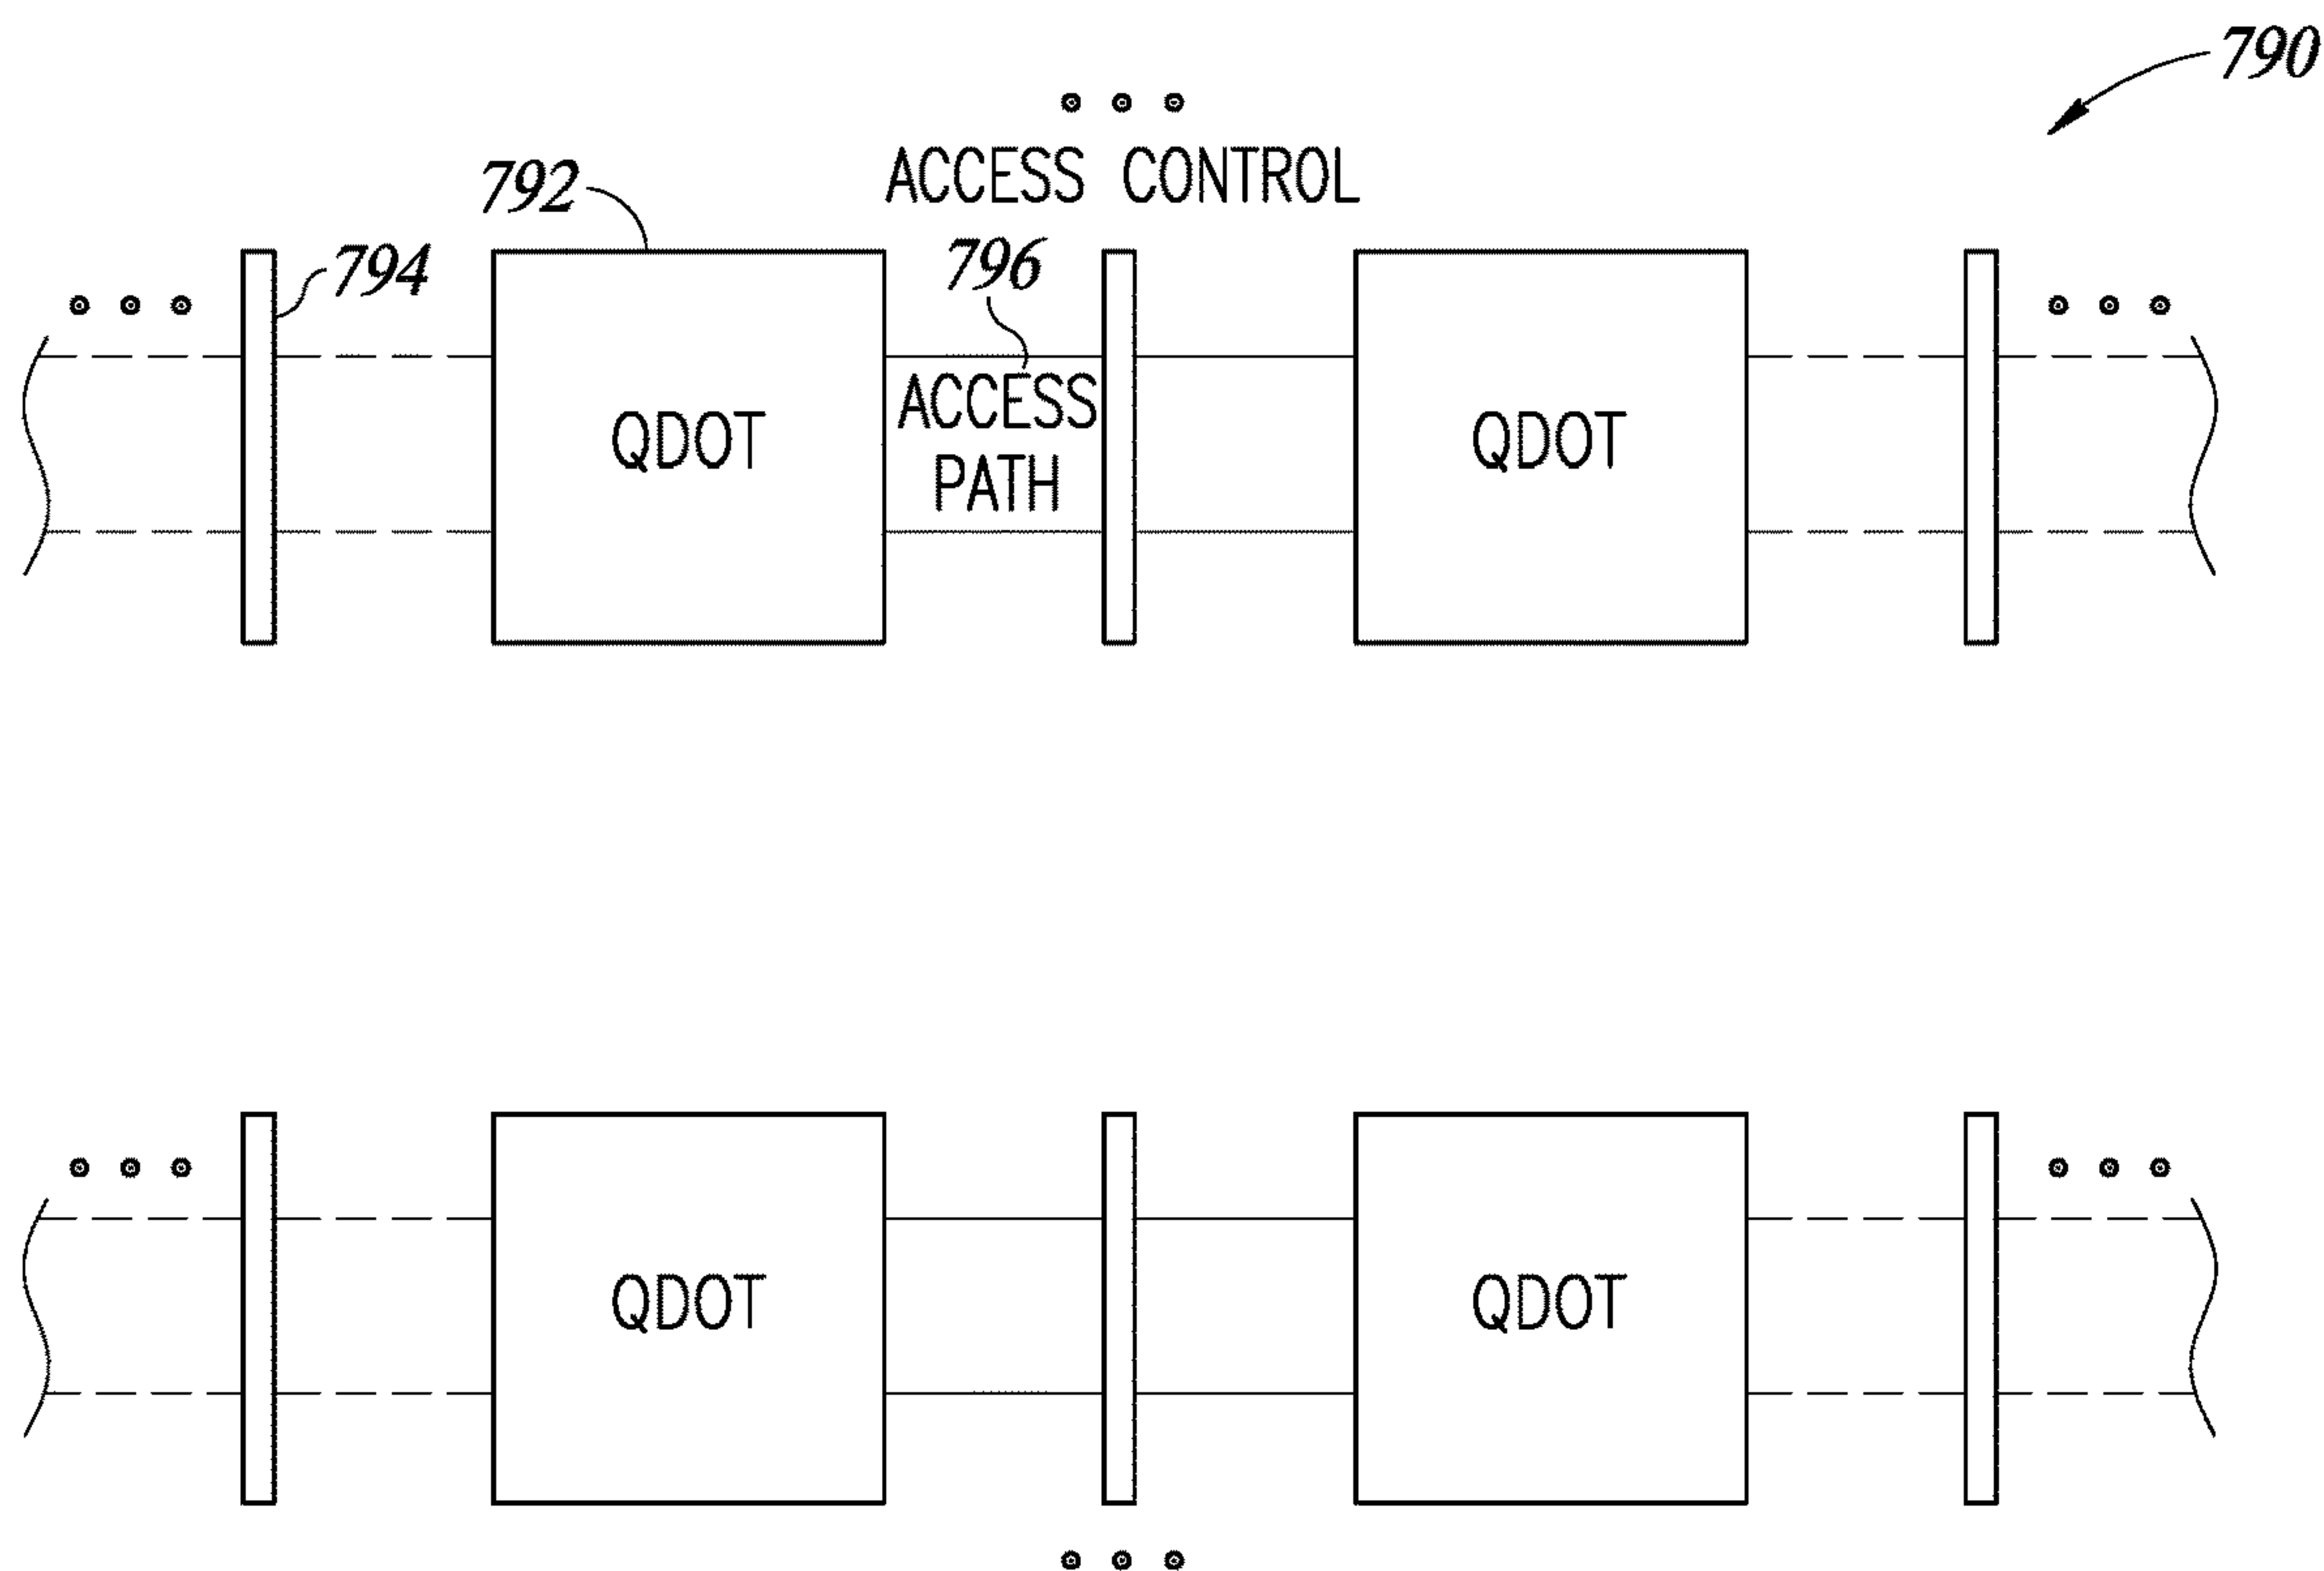 790
ACCESS CONTROL
792
794
796
QDOT
ACCESS
PATH
QDOT
QDOT
QDOT